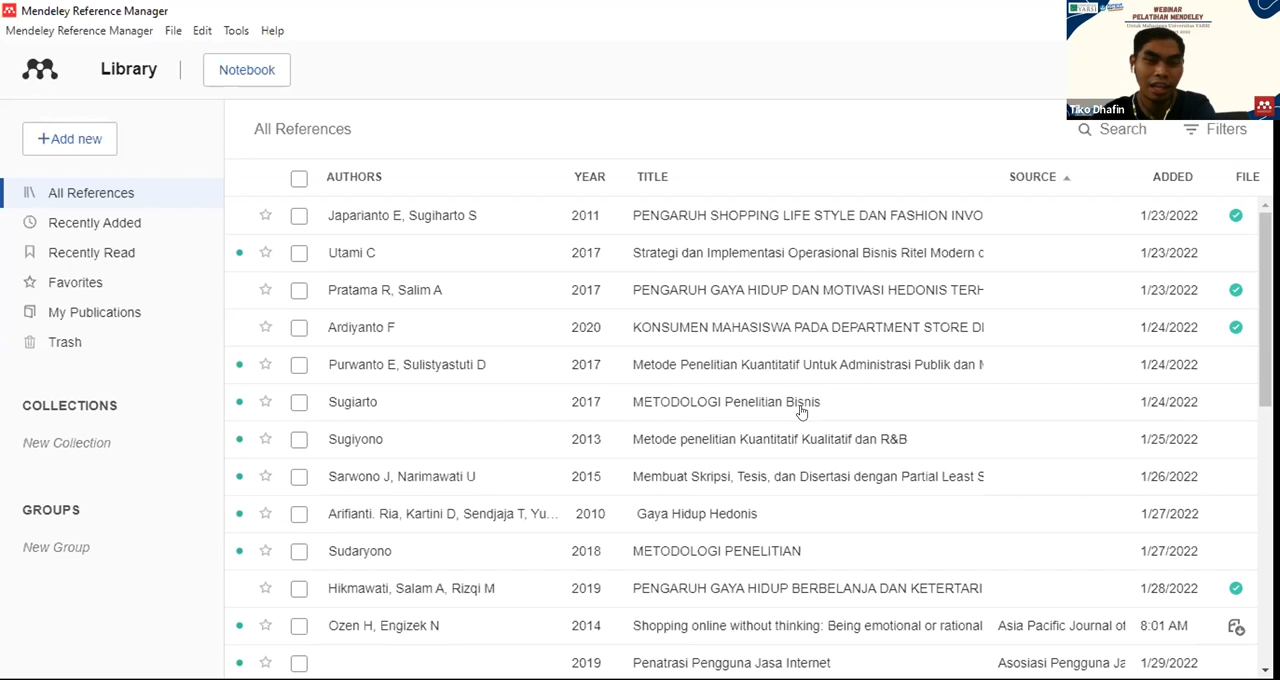 Mendeley Reference Manager
Mendeley Reference Manager File Edit Tools Help
Library Notebook
WEBINAR
PELATIHAN MENDELEY
Untuk Mahasiswa Universitas YARSI
YARSI
Tiko Dhafin
+Add new
All References
Recently Added
Recently Read
Favorites
My Publications
Trash
COLLECTIONS
New Collection
GROUPS
New Group
All References Search Filters
AUTHORS YEAR TITLE SOURCE ADDED FILE
Japarianto E, Sugiharto S 2011 PENGARUH SHOPPING LIFE STYLE DAN FASHION INVO 1/23/2022
Utami C 2017 Strategi dan Implementasi Operasional Bisnis Ritel Modern c 1/23/2022
Pratama R, Salim A 2017 PENGARUH GAYA HIDUP DAN MOTIVASI HEDONIS TERH 1/23/2022
Ardiyanto F 2020 KONSUMEN MAHASISWA PADA DEPARTMENT STORE DI 1/24/2022
Purwanto E, Sulistyastuti D 2017 Metode Penelitian Kuantitatif Untuk Administrasi Publik dan 1/24/2022
Sugiarto 2017 METODOLOGI Penelitian Bisnis 1/24/2022
Sugiyono 2013 Metode penelitian Kuantitatif Kualitatif dan R&B 1/25/2022
Sarwono J, Narimawati U 2015 Membuat Skripsi, Tesis, dan Disertasi dengan Partial Least S 1/26/2022
Arifianti. Ria, Kartini D, Sendjaja T, Yu... 2010 Gaya Hidup Hedonis 1/27/2022
Sudaryono 2018 METODOLOGI PENELITIAN 1/27/2022
Hikmawati, Salam A, Rizqi M 2019 PENGARUH GAYA HIDUP BERBELANJA DAN KETERTARI 1/28/2022
Ozen H, Engizek N 2014 Shopping online without thinking: Being emotional or rational Asia Pacific Journal of 8:01 AM
2019 Penatrasi Pengguna Jasa Internet Asosiasi Pengguna Ja 1/29/2022